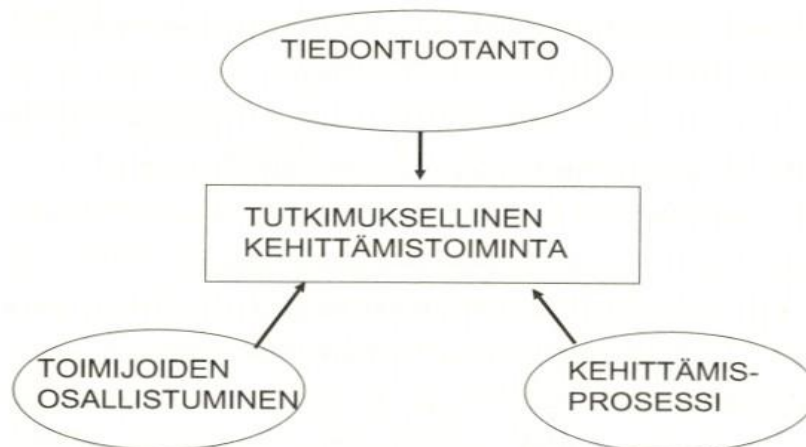 TIEDONTUOTANTO
TUTKIMUKSELLINEN
KEHITTÄMISTOIMINTA
TOIMIJOIDEN
OSALLISTUMINEN
KEHITTÄMIS-
PROSESSI